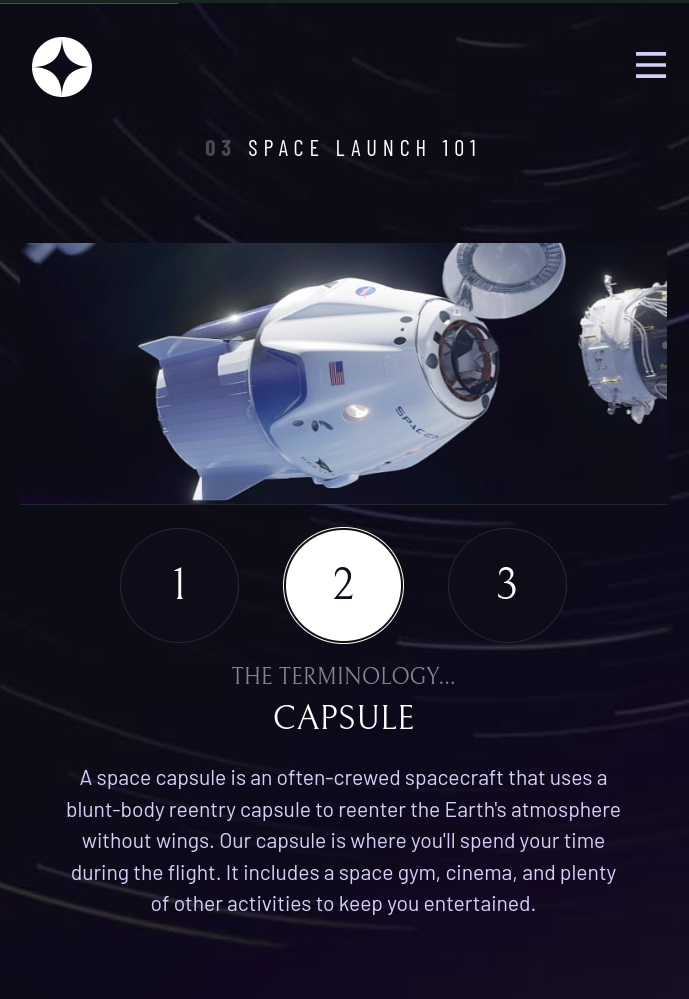 03 SPACE LAUNCH 101
SPACEX
1
2
3
THE TERMINOLOGY...
CAPSULE
A space capsule is an often-crewed spacecraft that uses a
blunt-body reentry capsule to reenter the Earth's atmosphere
without wings. Our capsule is where you'll spend your time
during the flight. It includes a space gym, cinema, and plenty
of other activities to keep you entertained.